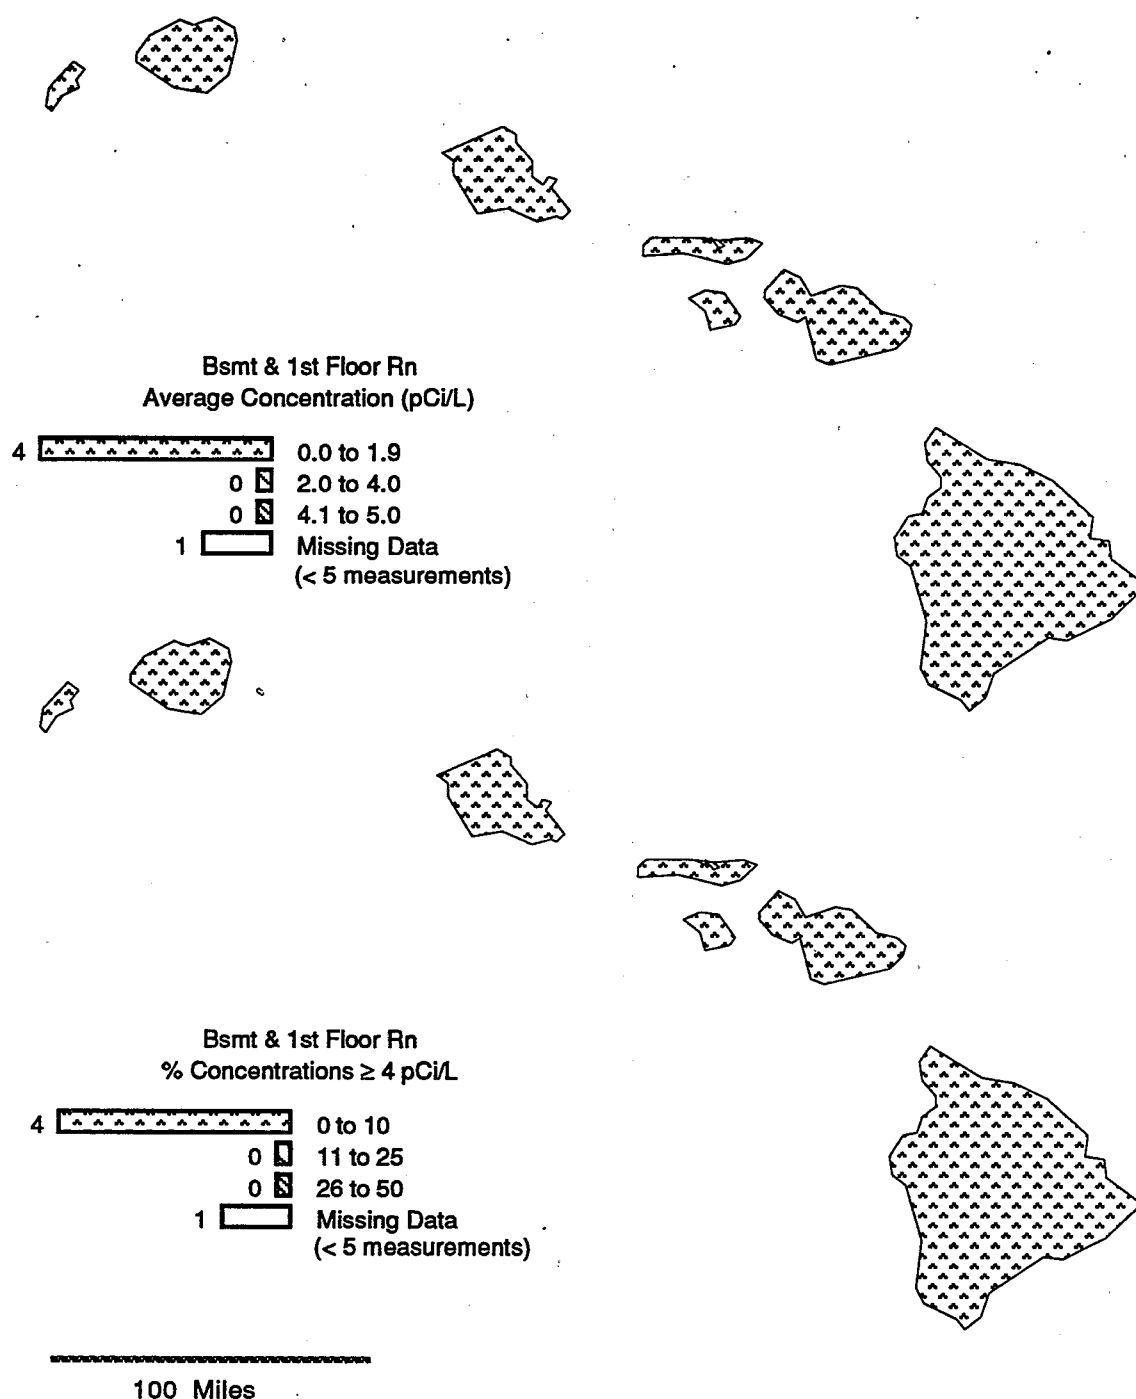 Bsmt & 1st Floor Rn
Average Concentration (pCi/L)
4 0.0 to 1.9
0 2.0 to 4.0
0 4.1 to 5.0
1 Missing Data
(< 5 measurements)
Bsmt & 1st Floor Rn
% Concentrations ≥ 4 pCi/L
4 0 to 10
0 11 to 25
0 26 to 50
1 Missing Data
(< 5 measurements)
100 Miles